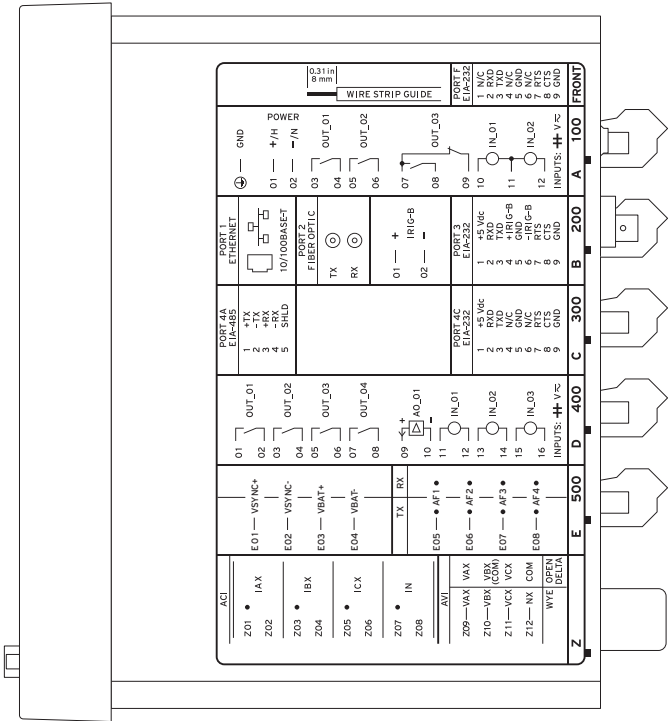 ACI
Z01
IAX
Z02
Z03
IBX
Z04
Z05
ICX
Z06
Z07
IN
Z08
AVI
Z09 VAX VAX
Z10 VBX VBX
(COM)
Z11 VCX VCX
Z12 NX COM
WYE OPEN
DELTA
Z
E01 VSYNC+
E02 VSYNC-
E03 VBAT+
E04 VBAT-
TX RX
E05 AF1
E06 AF2
E07 AF3
E08 AF4
E 500
01
OUT_01
02
03
OUT_02
04
05
OUT_03
06
07
OUT_04
08
09 +
AO_01
10 -
11
IN_01
12
13
IN_02
14
15
IN_03
16
INPUTS: V
D 400
PORT 4A
EIA-485
1 +TX
2 -TX
3 +RX
4 -RX
5 SHLD
PORT 4C
EIA-232
1 +5 Vdc
2 RXD
3 TXD
4 N/C
5 GND
6 N/C
7 RTS
8 CTS
9 GND
C 300
PORT 1
ETHERNET
10/100BASE-T
PORT 2
FIBER OPTIC
TX
RX
01 +
IRIG-B
02 -
PORT 3
EIA-232
1 +5 Vdc
2 RXD
3 TXD
4 +IRIG-B
5 GND
6 -IRIG-B
7 RTS
8 CTS
9 GND
B 200
GND
POWER
01 +/H
02 -/N
03
OUT_01
04
05
OUT_02
06
07
OUT_03
08
09
10
IN_01
11
IN_02
12
INPUTS: V
A 100
0.31 in
8 mm
WIRE STRIP GUIDE
PORT F
EIA-232
1 N/C
2 RXD
3 TXD
4 N/C
5 GND
6 N/C
7 RTS
8 CTS
9 GND
FRONT